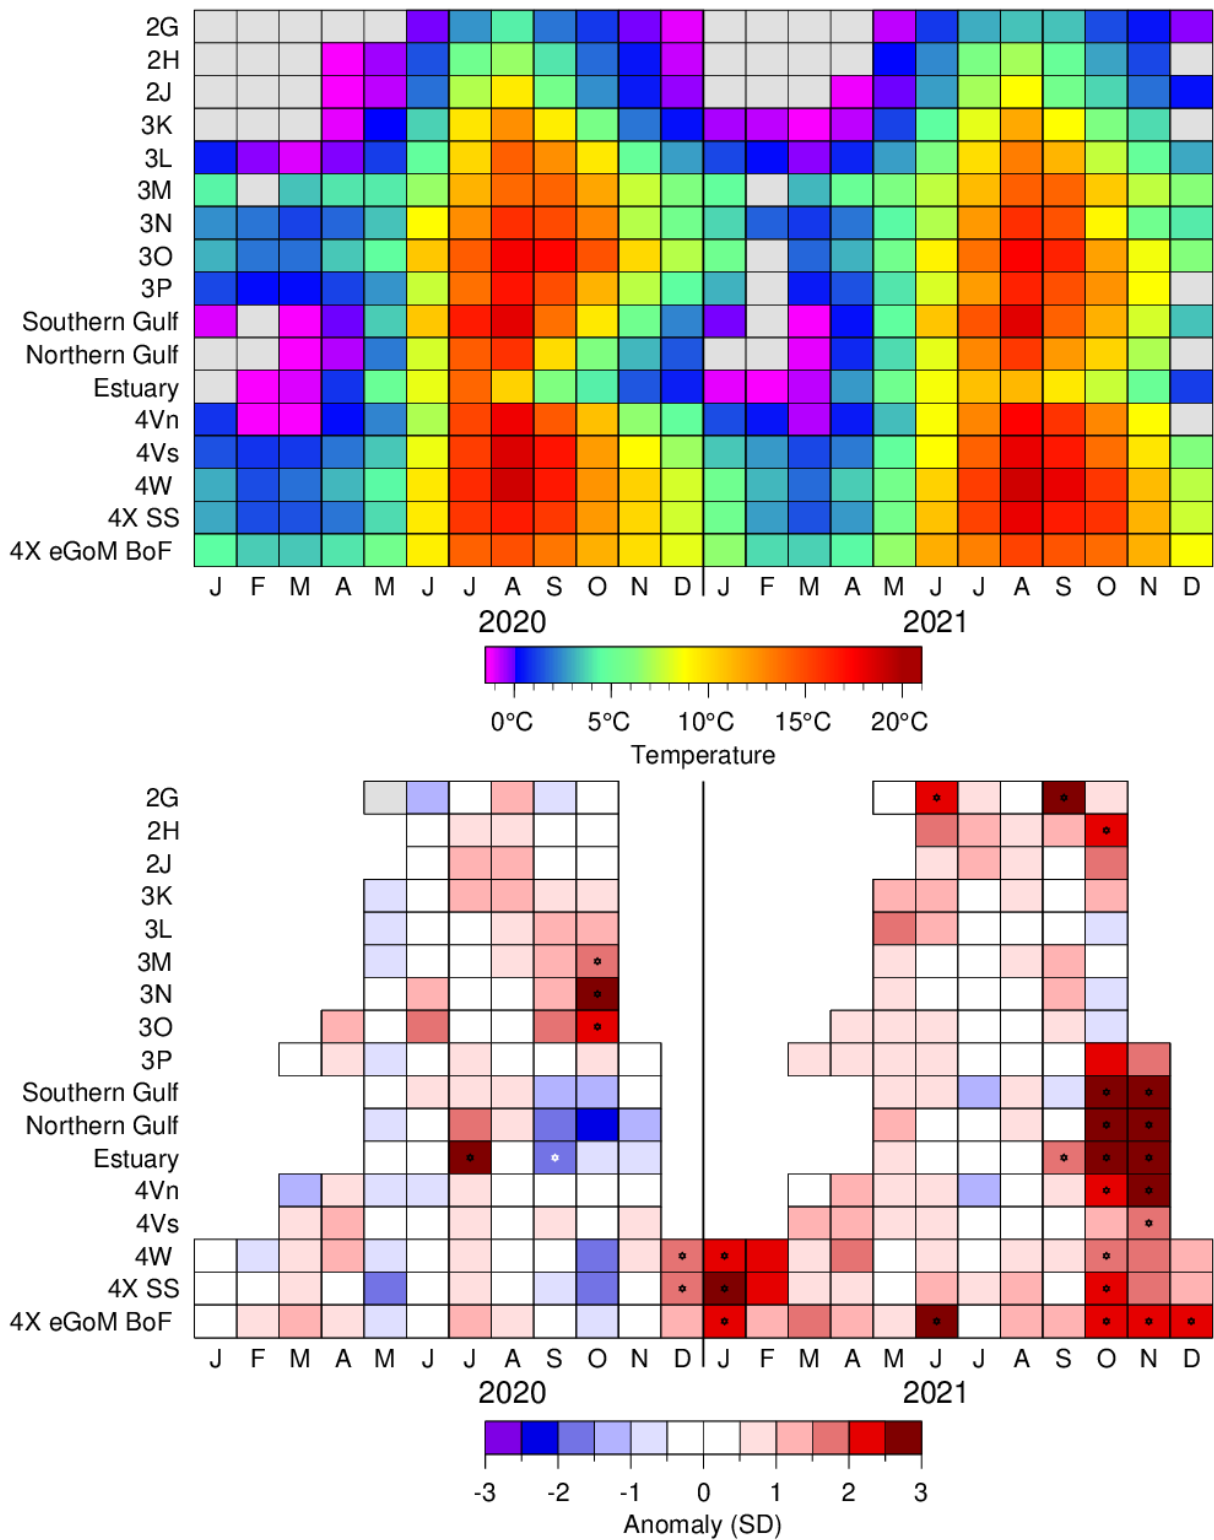 2G
2H
2J
3K
3L
3M
3N
3O
3P
Southern Gulf
Northern Gulf
Estuary
4Vn
4Vs
4W
4X SS
4X eGoM BoF
J F M A M J J A S O N D J F M A M J J A S O N D
2020 2021
0°C 5°C 10°C 15°C 20°C
Temperature
2G
2H
2J
3K
3L
3M
3N
3O
3P
Southern Gulf
Northern Gulf
Estuary
4Vn
4Vs
4W
4X SS
4X eGoM BoF
J F M A M J J A S O N D J F M A M J J A S O N D
2020 2021
-3 -2 -1 0 1 2 3
Anomaly (SD)